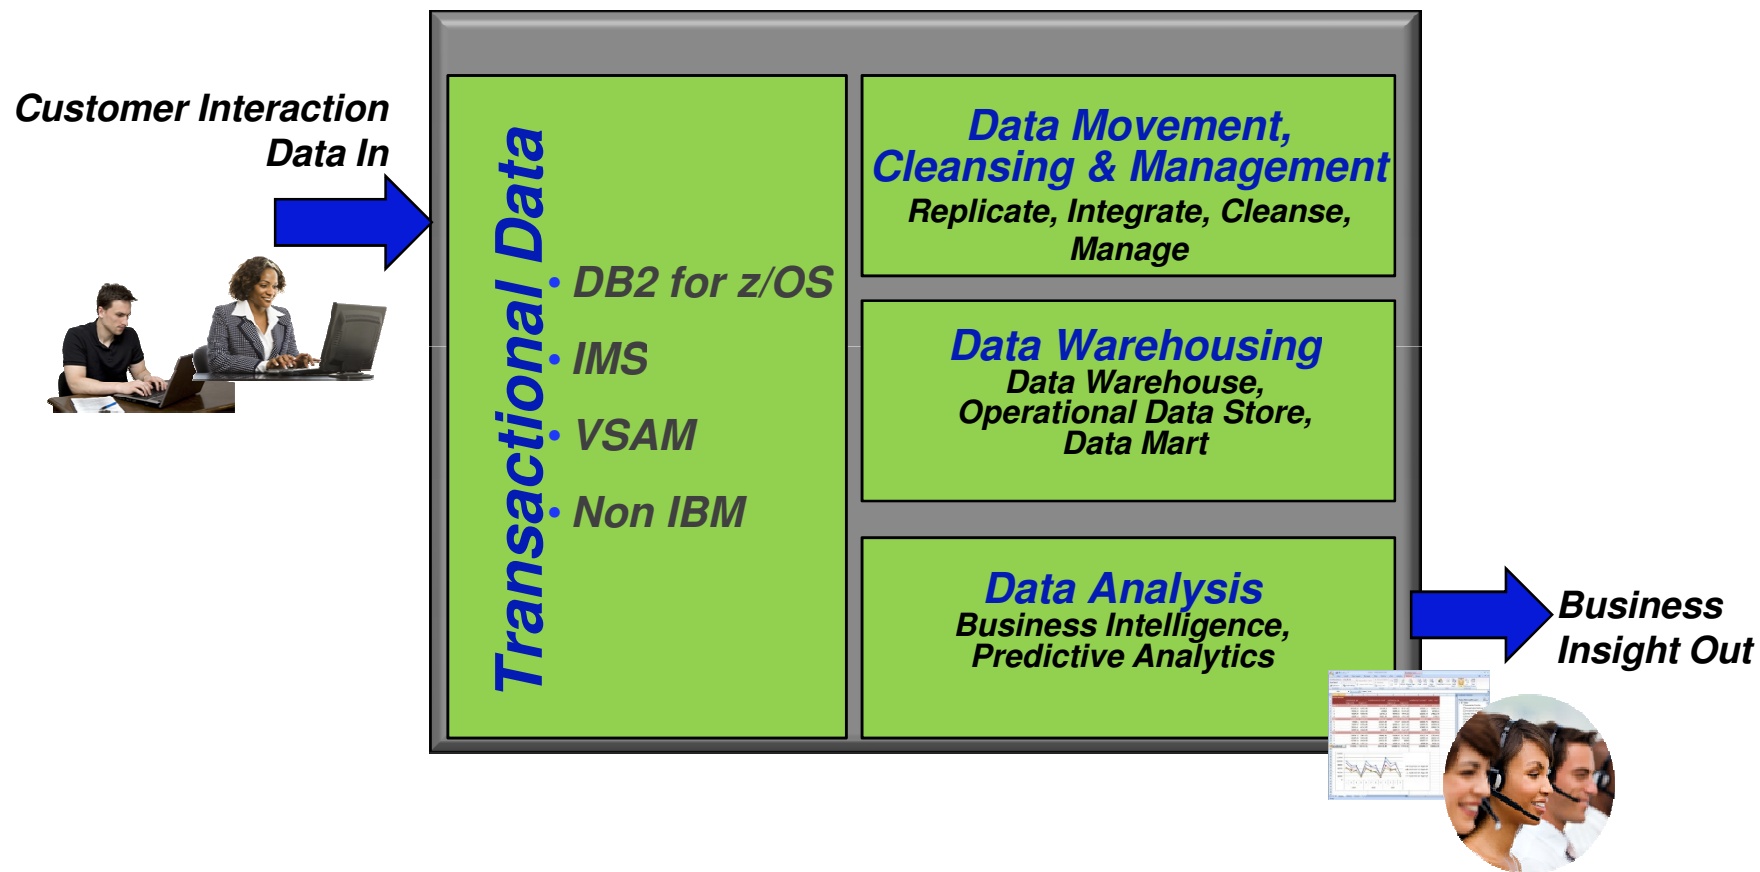 Customer Interaction
Data In
Transactional Data
• DB2 for z/OS
• IMS
• VSAM
• Non IBM
Data Movement,
Cleansing & Management
Replicate, Integrate, Cleanse,
Manage
Data Warehousing
Data Warehouse,
Operational Data Store,
Data Mart
Data Analysis
Business Intelligence,
Predictive Analytics
Business
Insight Out